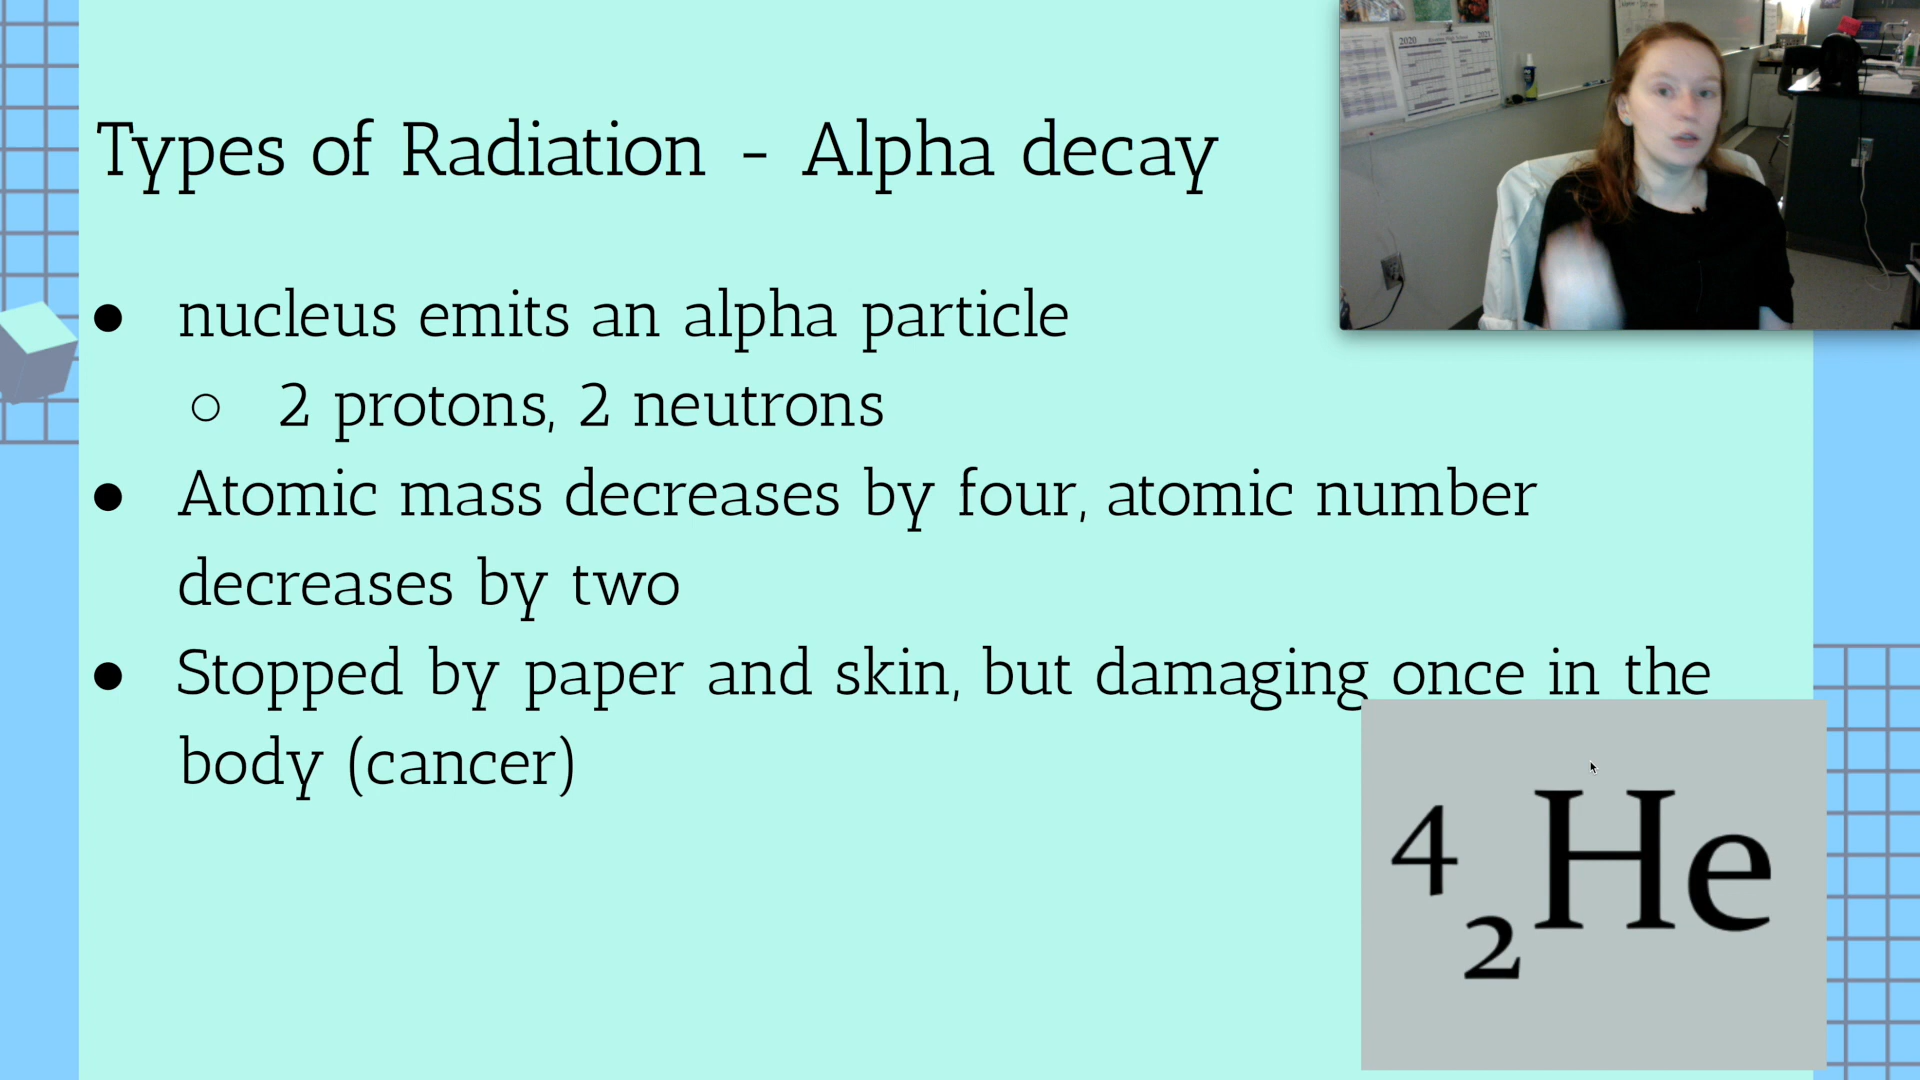 Types of Radiation - Alpha decay
● nucleus emits an alpha particle
○ 2 protons, 2 neutrons
● Atomic mass decreases by four, atomic number
decreases by two
● Stopped by paper and skin, but damaging once in the
body (cancer)
4
2He
2020
2021